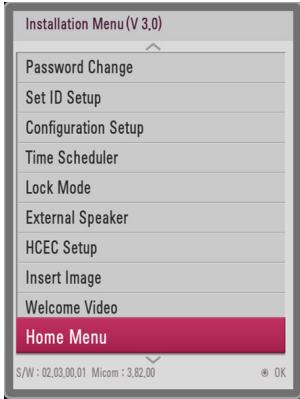 Installation Menu (V 3.0)
Password Change
Set ID Setup
Configuration Setup
Time Scheduler
Lock Mode
External Speaker
HCEC Setup
Insert Image
Welcome Video
Home Menu
S/W : 02.03.00.01 Micom : 3.82.00 ◉ OK